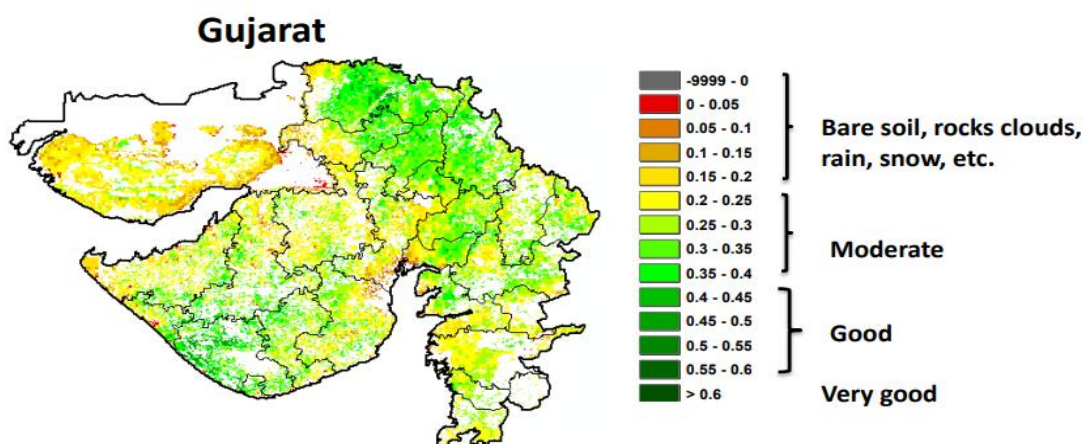 Gujarat
-9999 - 0
0 - 0.05
0.05 - 0.1
0.1 - 0.15
0.15 - 0.2
0.2 - 0.25
0.25 - 0.3
0.3 - 0.35
0.35 - 0.4
0.4 - 0.45
0.45 - 0.5
0.5 - 0.55
0.55 - 0.6
> 0.6
Bare soil, rocks clouds,
rain, snow, etc.
Moderate
Good
Very good